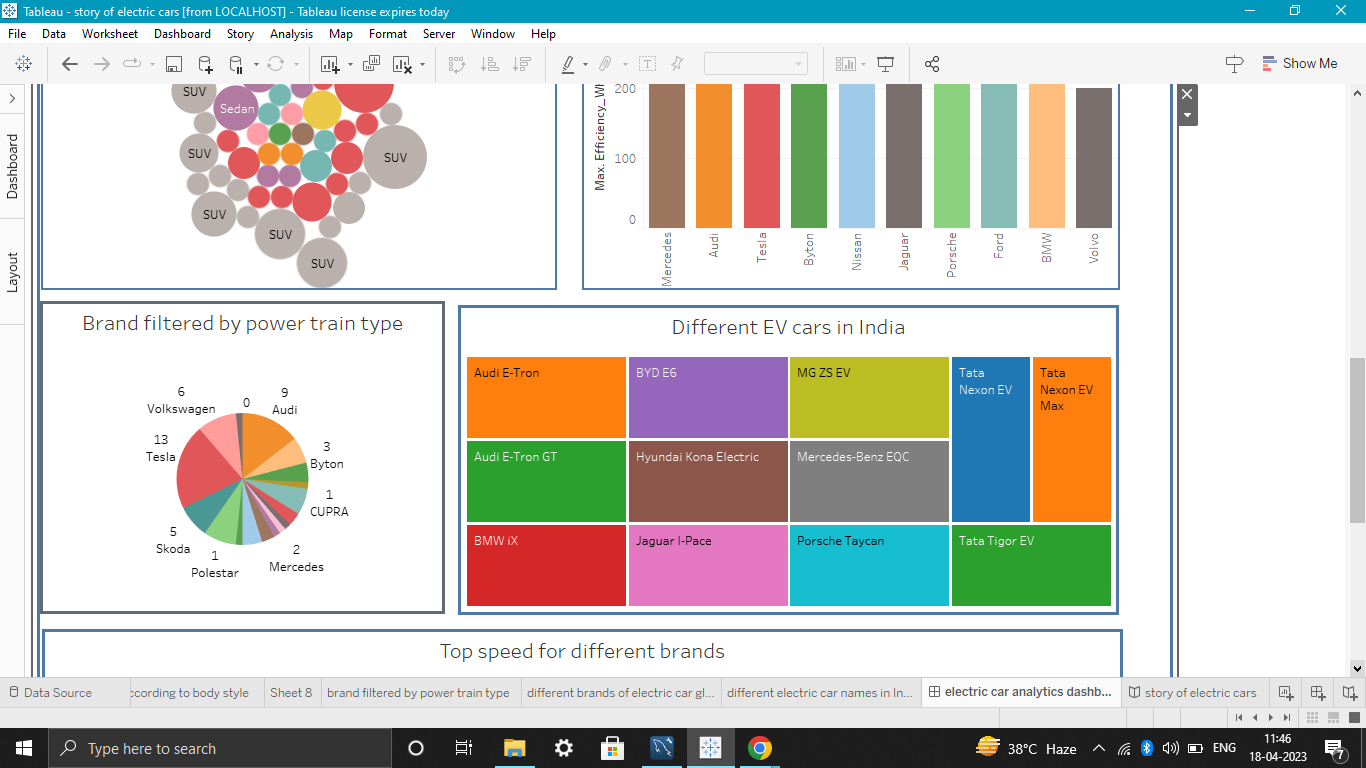 Tableau - story of electric cars [from LOCALHOST] - Tableau license expires today
File Data Worksheet Dashboard Story Analysis Map Format Server Window Help
Show Me
Dashboard
Layout
SUV
Sedan
SUV
SUV
SUV
SUV
SUV
Max. Efficiency_Wh
200
100
0
Mercedes
Audi
Tesla
Byton
Nissan
Jaguar
Porsche
Ford
BMW
Volvo
Brand filtered by power train type
6
Volkswagen
0
9
Audi
13
Tesla
3
Byton
1
CUPRA
5
Skoda
1
Polestar
2
Mercedes
Different EV cars in India
Audi E-Tron
BYD E6
MG ZS EV
Tata
Nexon EV
Tata
Nexon EV
Max
Audi E-Tron GT
Hyundai Kona Electric
Mercedes-Benz EQC
BMW iX
Jaguar I-Pace
Porsche Taycan
Tata Tigor EV
Top speed for different brands
Data Source
ccording to body style
Sheet 8
brand filtered by power train type
different brands of electric car gl...
different electric car names in In...
electric car analytics dashb...
story of electric cars
Type here to search
38°C Haze
ENG
11:46
18-04-2023
7